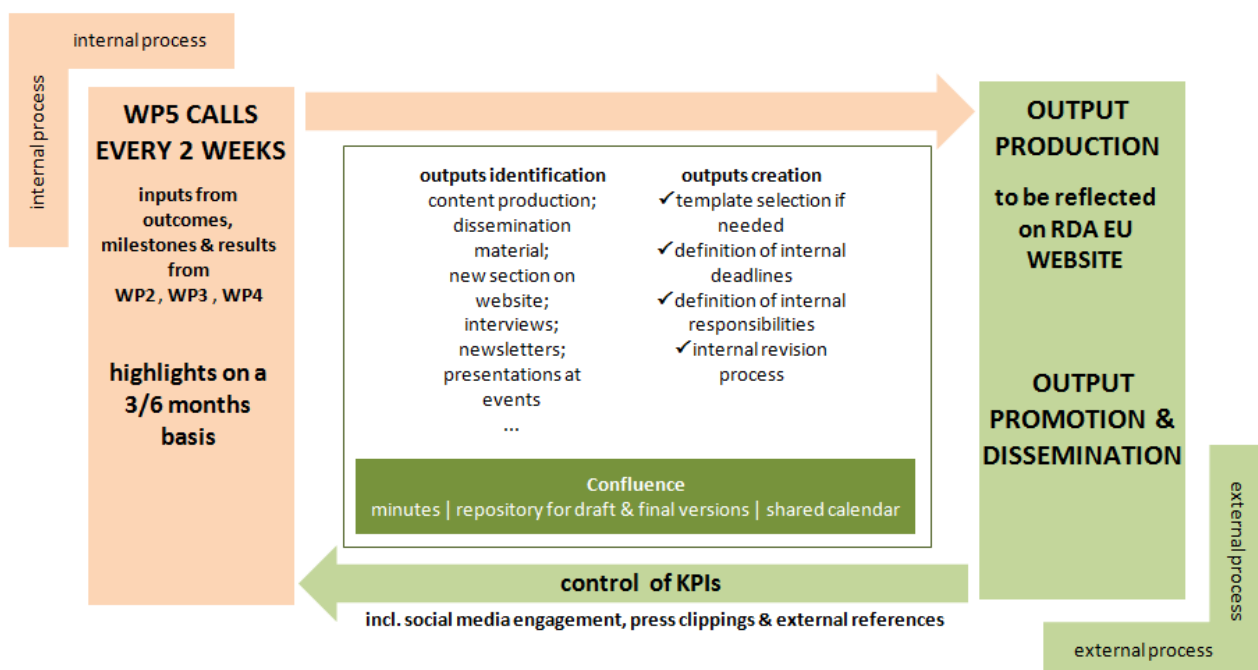 internal process
internal process
WP5 CALLS
EVERY 2 WEEKS
inputs from
outcomes,
milestones & results
from
WP2 , WP3 , WP4
highlights on a
3/6 months
basis
outputs identification
content production;
dissemination
material;
new section on
website;
interviews;
newsletters;
presentations at
events
...
outputs creation
✓template selection if
needed
✓definition of internal
deadlines
✓definition of internal
responsibilities
✓internal revision
process
Confluence
minutes | repository for draft & final versions | shared calendar
OUTPUT
PRODUCTION
to be reflected
on RDA EU
WEBSITE
OUTPUT
PROMOTION &
DISSEMINATION
control of KPIs
incl. social media engagement, press clippings & external references
external process
external process